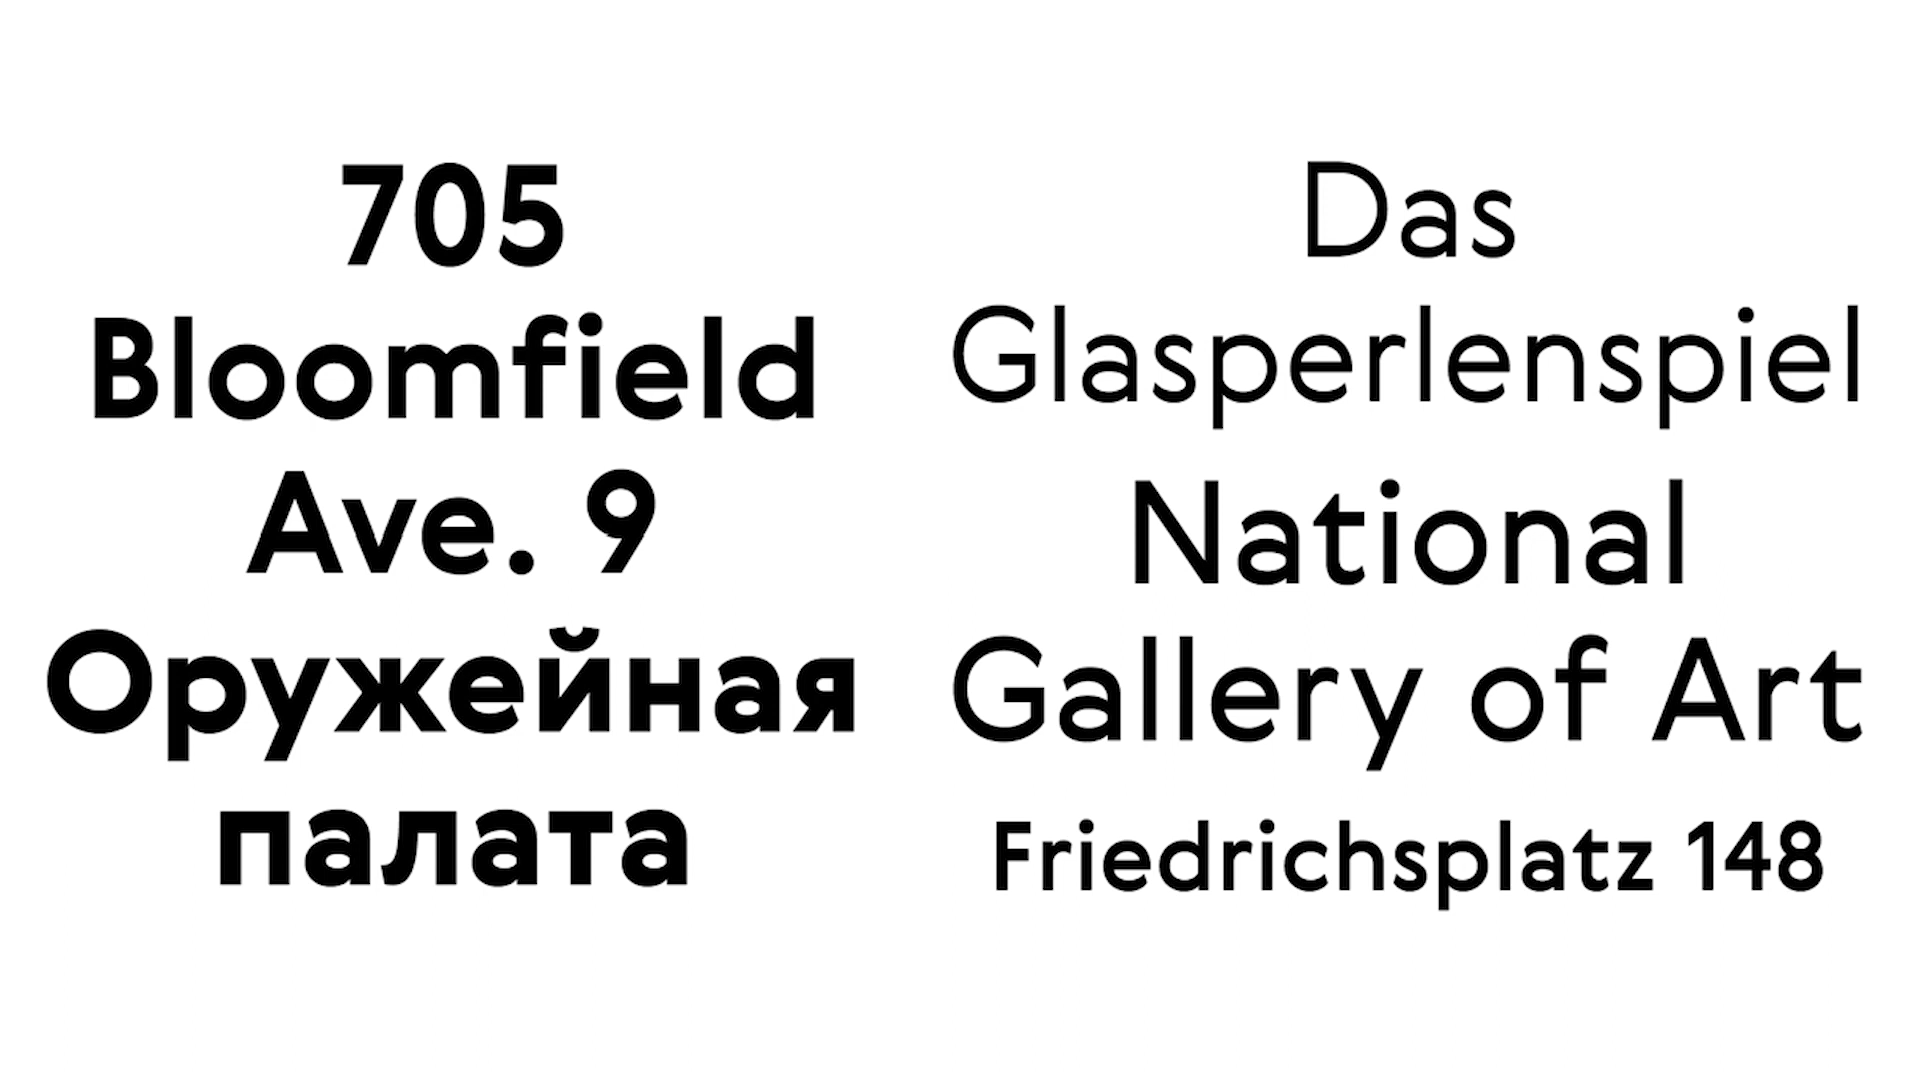 705
Bloomfield
Ave. 9
Оружейная
палата
Das
Glasperlenspiel
National
Gallery of Art
Friedrichsplatz 148